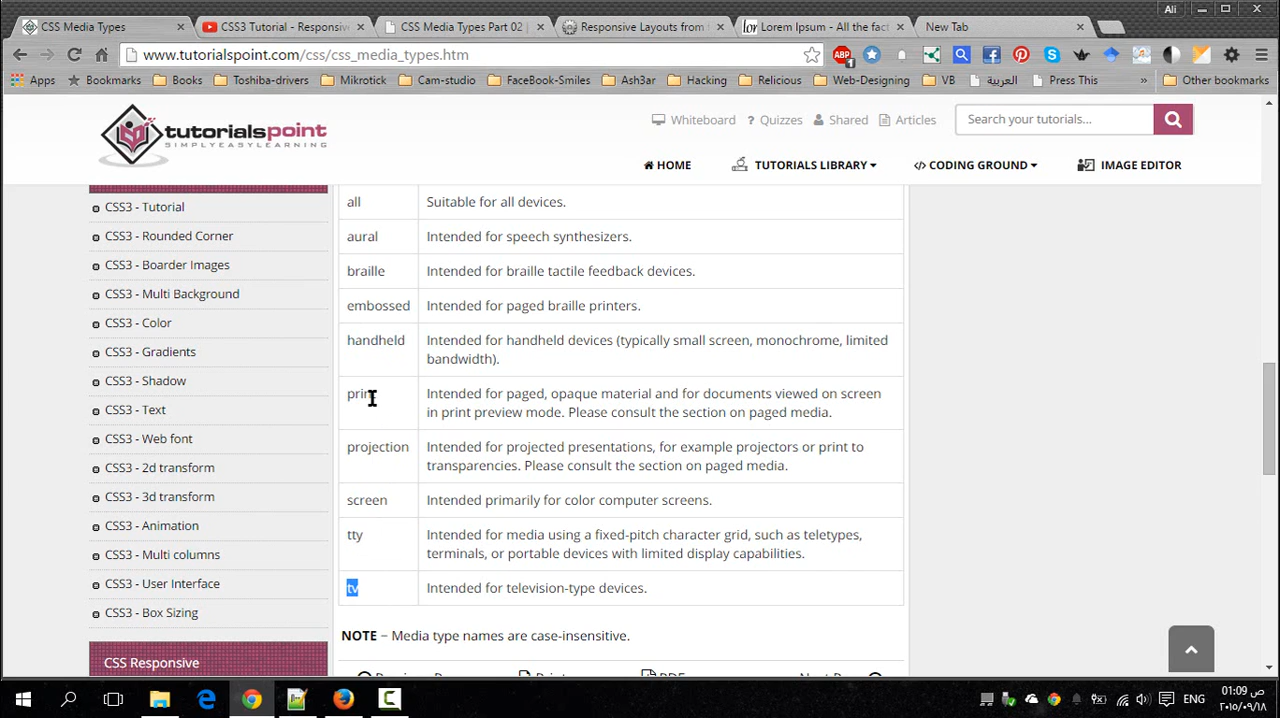 CSS Media Types
CSS3 Tutorial - Responsive
CSS Media Types Part 02
Responsive Layouts from
lor
Lorem Ipsum - All the fact
New Tab
Ali
www.tutorialspoint.com/css/css_media_types.htm
ABP
1
Apps
Bookmarks
Books
Toshiba-drivers
Mikrotick
Cam-studio
FaceBook-Smiles
Ash3ar
Hacking
Relicious
Web-Designing
VB
العربية
Press This
»
Other bookmarks
tutorialspoint
SIMPLYEASYLEARNING
Whiteboard
? Quizzes
Shared
Articles
Search your tutorials...
HOME
TUTORIALS LIBRARY
</> CODING GROUND
IMAGE EDITOR
CSS3 - Tutorial
CSS3 - Rounded Corner
CSS3 - Boarder Images
CSS3 - Multi Background
CSS3 - Color
CSS3 - Gradients
CSS3 - Shadow
CSS3 - Text
CSS3 - Web font
CSS3 - 2d transform
CSS3 - 3d transform
CSS3 - Animation
CSS3 - Multi columns
CSS3 - User Interface
CSS3 - Box Sizing
CSS Responsive
all
Suitable for all devices.
aural
Intended for speech synthesizers.
braille
Intended for braille tactile feedback devices.
embossed
Intended for paged braille printers.
handheld
Intended for handheld devices (typically small screen, monochrome, limited
bandwidth).
print
Intended for paged, opaque material and for documents viewed on screen
in print preview mode. Please consult the section on paged media.
projection
Intended for projected presentations, for example projectors or print to
transparencies. Please consult the section on paged media.
screen
Intended primarily for color computer screens.
tty
Intended for media using a fixed-pitch character grid, such as teletypes,
terminals, or portable devices with limited display capabilities.
tv
Intended for television-type devices.
NOTE − Media type names are case-insensitive.
ENG
01:09 ص
٢٠١٥/٠٩/١٨